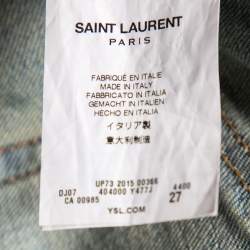 SAINT LAURENT
PARIS
FABRIQUÉ EN ITALIE
MADE IN ITALY
FABBRICATO IN ITALIA
GEMACHT IN ITALIEN
HECHO EN ITALIA
イタリア製
意大利制造
UP73 2015 00366
DJ07 404000 Y477J 4400
CA 00985 27
YSL.COM